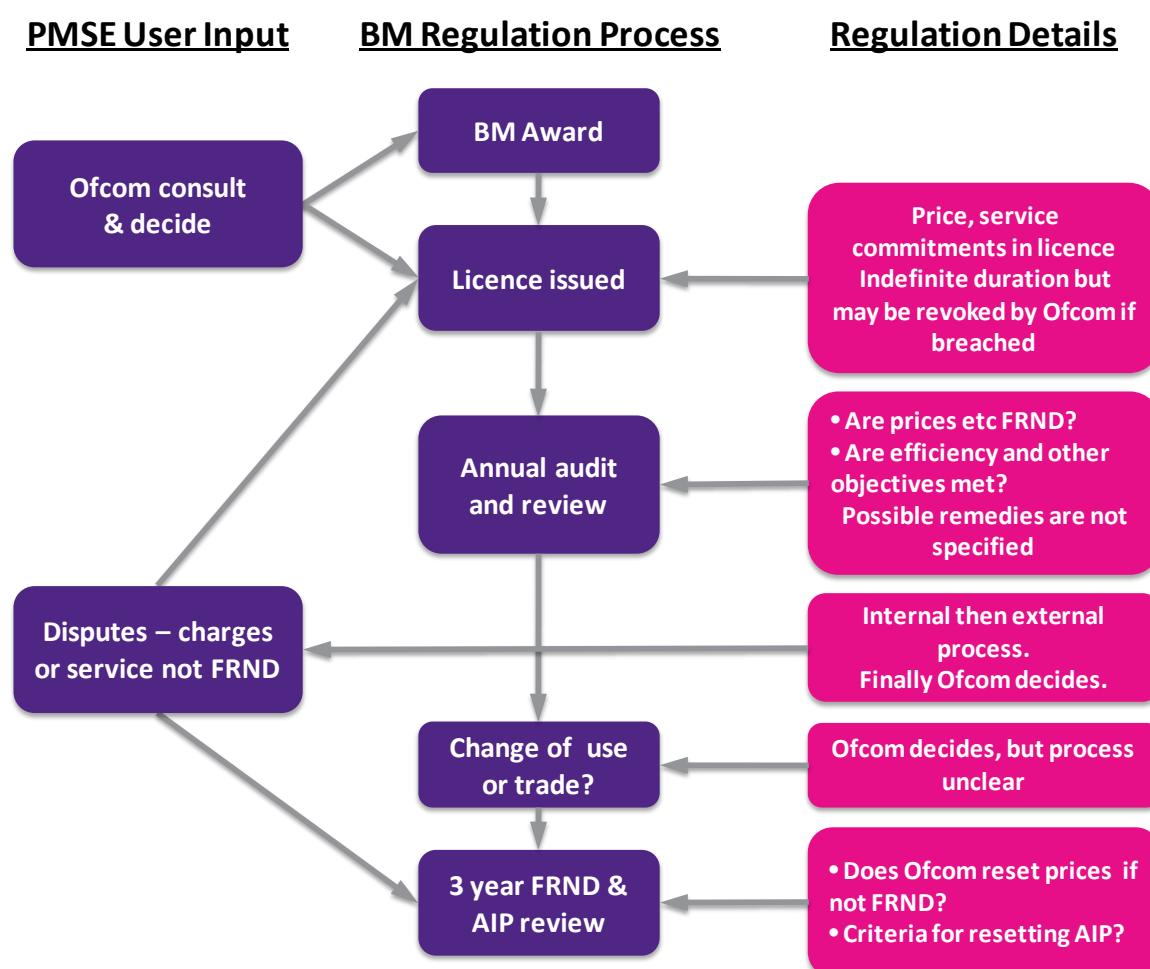 PMSE User Input
BM Regulation Process
Regulation Details
BM Award
Ofcom consult
& decide
Price, service
commitments in licence
Indefinite duration but
may be revoked by Ofcom if
breached
Licence issued
• Are prices etc FRND?
• Are efficiency and other
objectives met?
Possible remedies are not
specified
Annual audit
and review
Disputes – charges
or service not FRND
Internal then external
process.
Finally Ofcom decides.
Change of use
or trade?
Ofcom decides, but process
unclear
3 year FRND &
AIP review
• Does Ofcom reset prices if
not FRND?
• Criteria for resetting AIP?